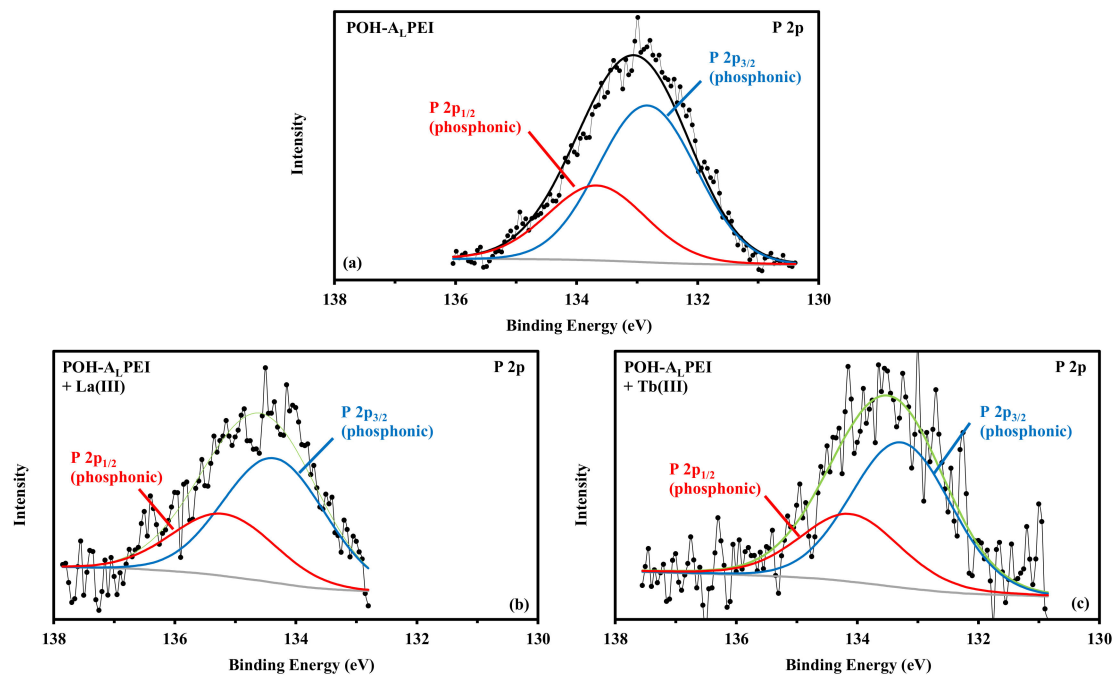 POH-ALPEI
P 2p
P 2p3/2
(phosphonic)
P 2p1/2
(phosphonic)
Intensity
(a)
138 136 134 132 130
Binding Energy (eV)
POH-ALPEI
+ La(III)
P 2p
P 2p3/2
(phosphonic)
P 2p1/2
(phosphonic)
Intensity
(b)
138 136 134 132 130
Binding Energy (eV)
POH-ALPEI
+ Tb(III)
P 2p
P 2p3/2
(phosphonic)
P 2p1/2
(phosphonic)
Intensity
(c)
138 136 134 132 130
Binding Energy (eV)